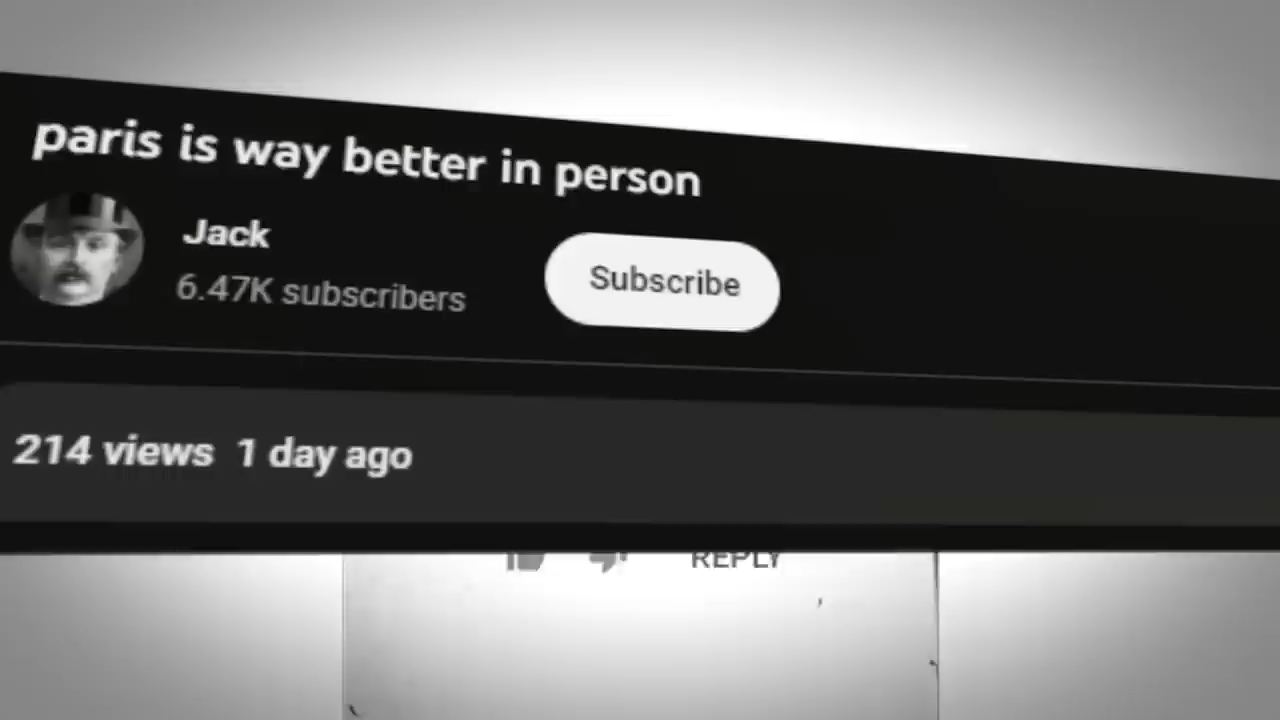 paris is way better in person
Jack
6.47K subscribers
Subscribe
214 views 1 day ago
REPLY